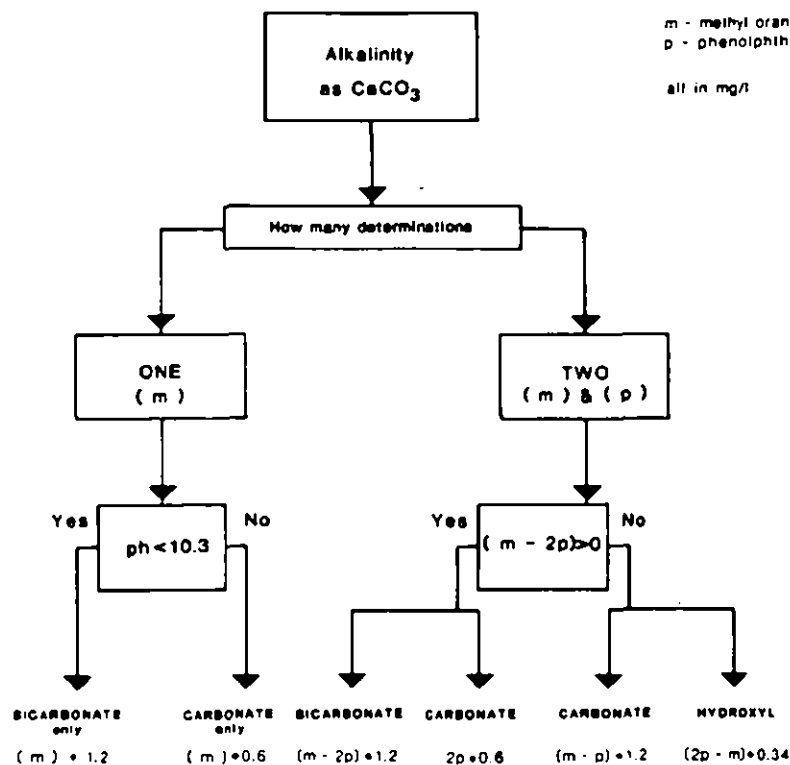 m - methyl oran
p - phenolphth
all in mg/l
Alkalinity
as CaCO3
How many determinations
ONE
( m )
TWO
( m ) & ( p )
Yes
ph < 10.3
No
Yes
( m - 2p)>0
No
BICARBONATE
only
( m ) * 1.2
CARBONATE
only
( m )*0.6
BICARBONATE
(m - 2p)*1.2
CARBONATE
2p*0.6
CARBONATE
(m - p)*1.2
HYDROXYL
(2p - m)*0.34